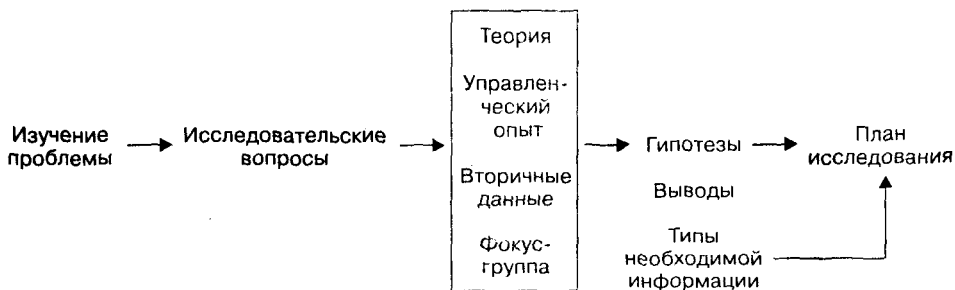 Изучение
проблемы
Исследовательские
вопросы
Теория
Управлен-
ческий
опыт
Вторичные
данные
Фокус-
группа
Гипотезы
Выводы
Типы
необходимой
информации
План
исследования